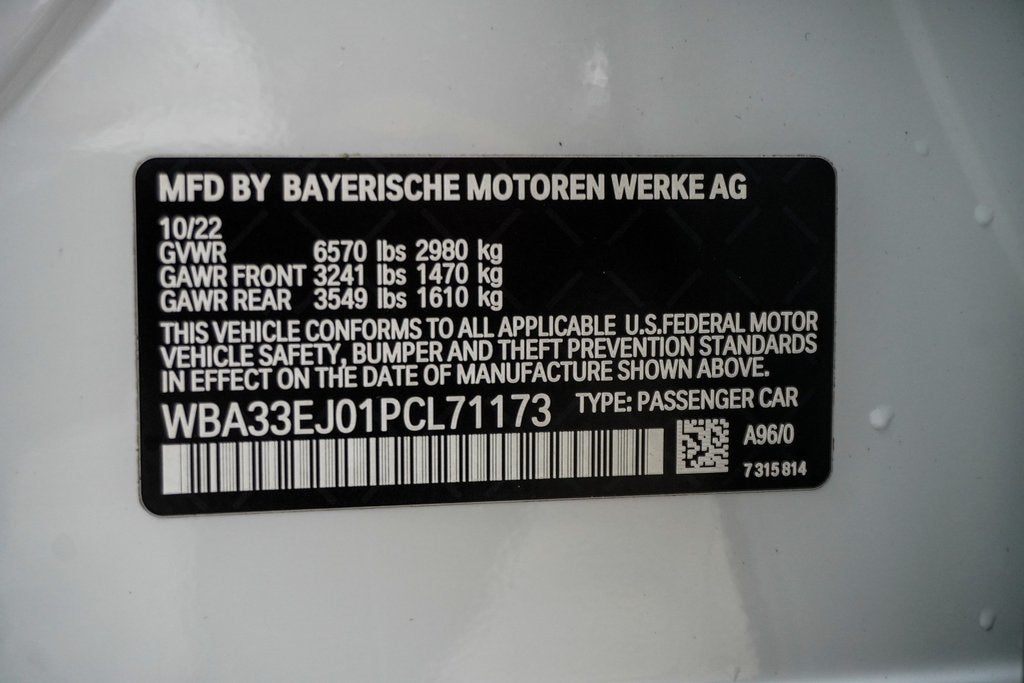 MFD BY BAYERISCHE MOTOREN WERKE AG
10/22
GVWR 6570 lbs 2980 kg
GAWR FRONT 3241 lbs 1470 kg
GAWR REAR 3549 lbs 1610 kg
THIS VEHICLE CONFORMS TO ALL APPLICABLE U.S.FEDERAL MOTOR
VEHICLE SAFETY, BUMPER AND THEFT PREVENTION STANDARDS
IN EFFECT ON THE DATE OF MANUFACTURE SHOWN ABOVE.
WBA33EJ01PCL71173 TYPE: PASSENGER CAR
A96/0
7 315 814